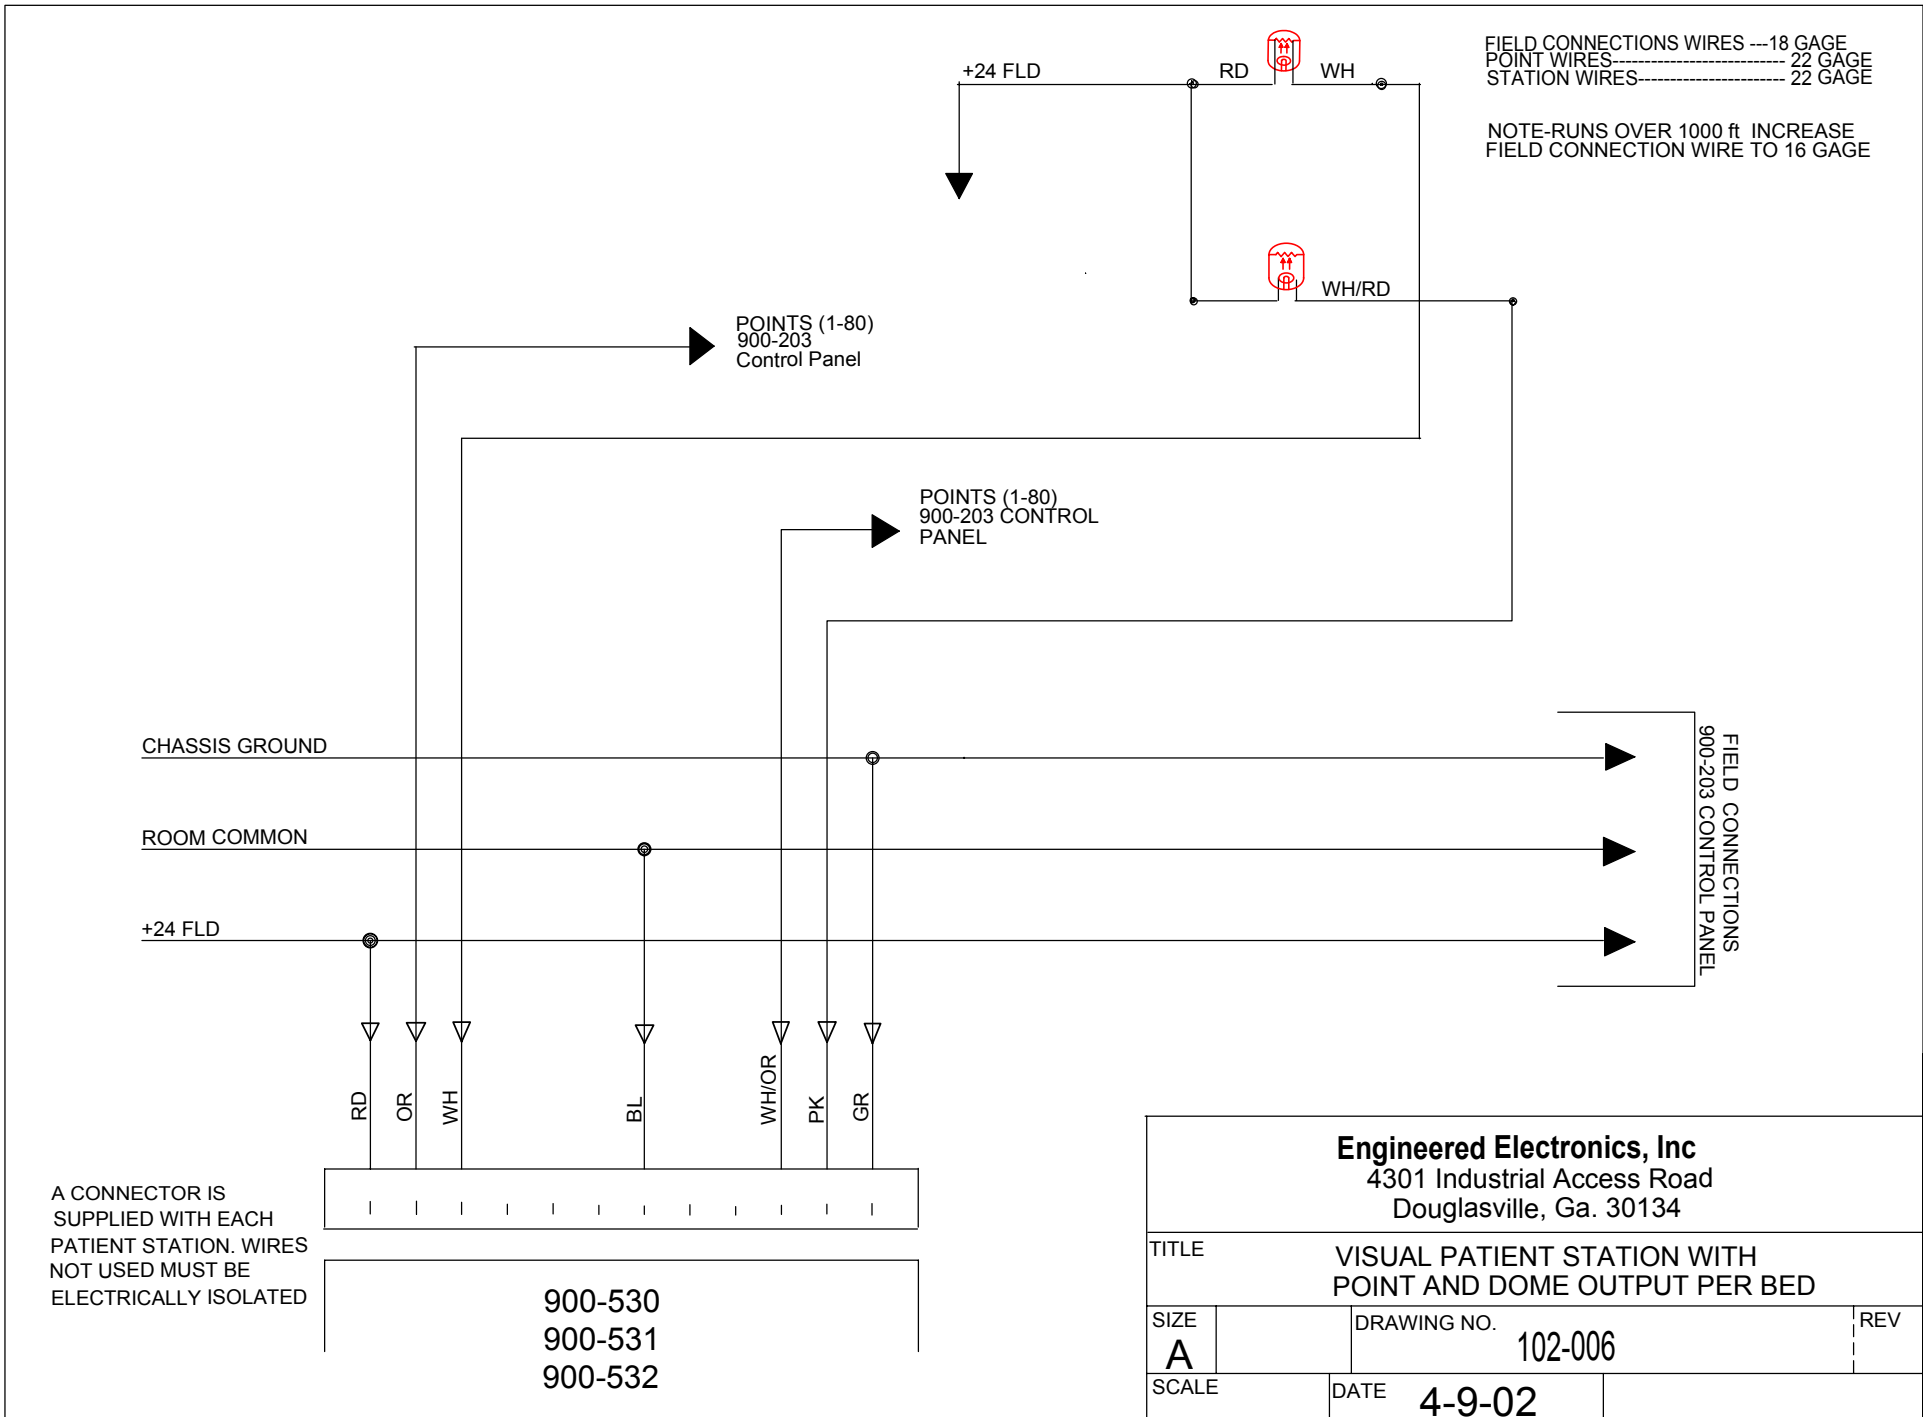 +24 FLD
RD
WH
FIELD CONNECTIONS WIRES ---18 GAGE
POINT WIRES-------------------------- 22 GAGE
STATION WIRES---------------------- 22 GAGE
NOTE-RUNS OVER 1000 ft INCREASE
FIELD CONNECTION WIRE TO 16 GAGE
WH/RD
POINTS (1-80)
900-203
Control Panel
POINTS (1-80)
900-203 CONTROL
PANEL
CHASSIS GROUND
ROOM COMMON
+24 FLD
FIELD CONNECTIONS
900-203 CONTROL PANEL
RD
OR
WH
BL
WH/OR
PK
GR
A CONNECTOR IS
SUPPLIED WITH EACH
PATIENT STATION. WIRES
NOT USED MUST BE
ELECTRICALLY ISOLATED
900-530
900-531
900-532
Engineered Electronics, Inc
4301 Industrial Access Road
Douglasville, Ga. 30134
TITLE
VISUAL PATIENT STATION WITH
POINT AND DOME OUTPUT PER BED
SIZE
A
DRAWING NO.
102-006
REV
SCALE
DATE
4-9-02